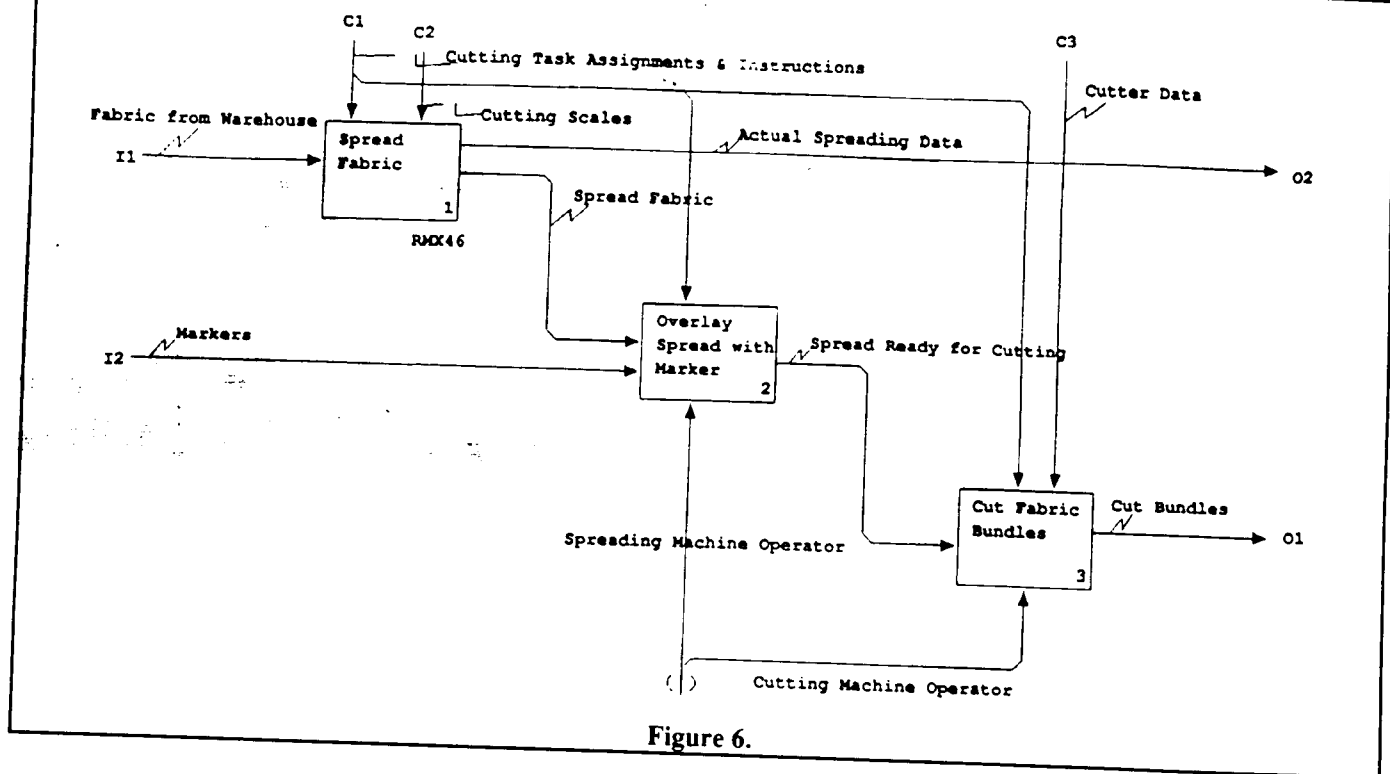 C1
C2
C3
Cutting Task Assignments & Instructions
Cutter Data
Fabric from Warehouse
Cutting Scales
I1
Spread
Fabric
1
Actual Spreading Data
O2
Spread Fabric
RMX46
Markers
I2
Overlay
Spread with
Marker
2
Spread Ready for Cutting
Cut Fabric
Bundles
3
Cut Bundles
O1
Spreading Machine Operator
( )
Cutting Machine Operator
Figure 6.